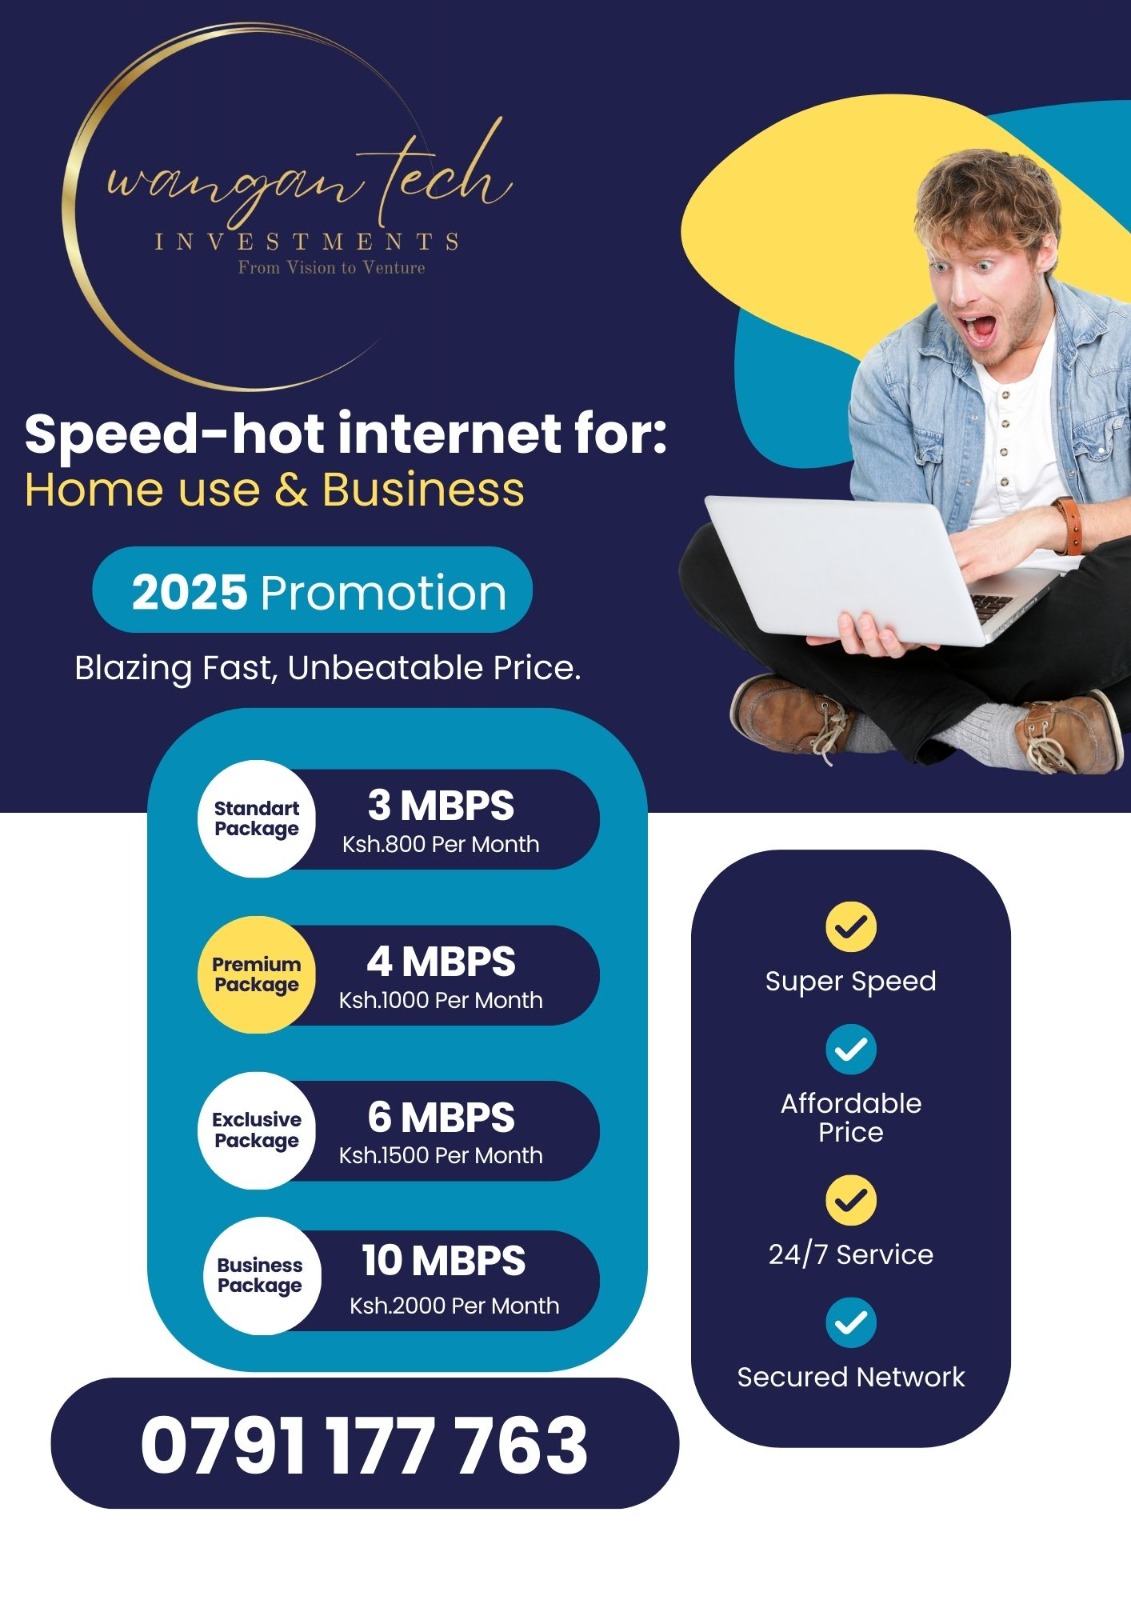 wangan tech
INVESTMENTS
From Vision to Venture
Speed-hot internet for:
Home use & Business
2025 Promotion
Blazing Fast, Unbeatable Price.
Standart
Package
3 MBPS
Ksh.800 Per Month
Premium
Package
4 MBPS
Ksh.1000 Per Month
Exclusive
Package
6 MBPS
Ksh.1500 Per Month
Business
Package
10 MBPS
Ksh.2000 Per Month
Super Speed
Affordable
Price
24/7 Service
Secured Network
0791 177 763